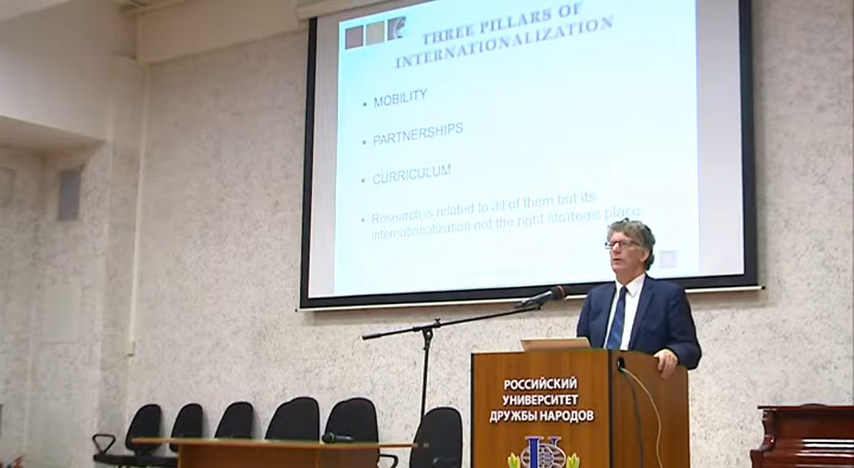 THREE PILLARS OF
INTERNATIONALIZATION
• MOBILITY
• PARTNERSHIPS
• CURRICULUM
• Research is related to all of them but its
internationalization not the right strategic place
РОССИЙСКИЙ
УНИВЕРСИТЕТ
ДРУЖБЫ НАРОДОВ